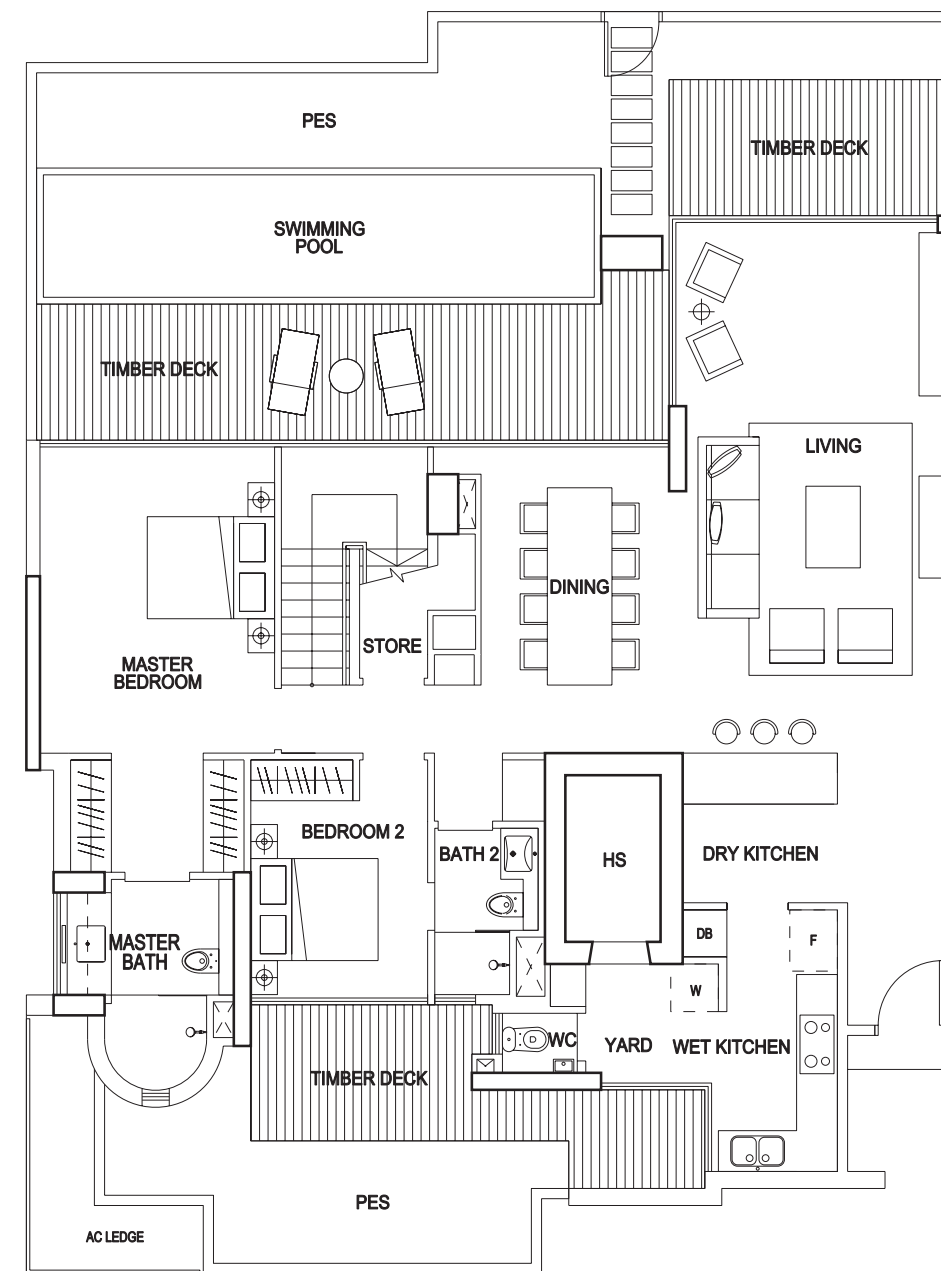 PES
TIMBER DECK
SWIMMING
POOL
TIMBER DECK
LIVING
DINING
STORE
MASTER
BEDROOM
BEDROOM 2
BATH 2
HS
DRY KITCHEN
MASTER
BATH
DB
F
W
WC
YARD
WET KITCHEN
TIMBER DECK
PES
AC LEDGE